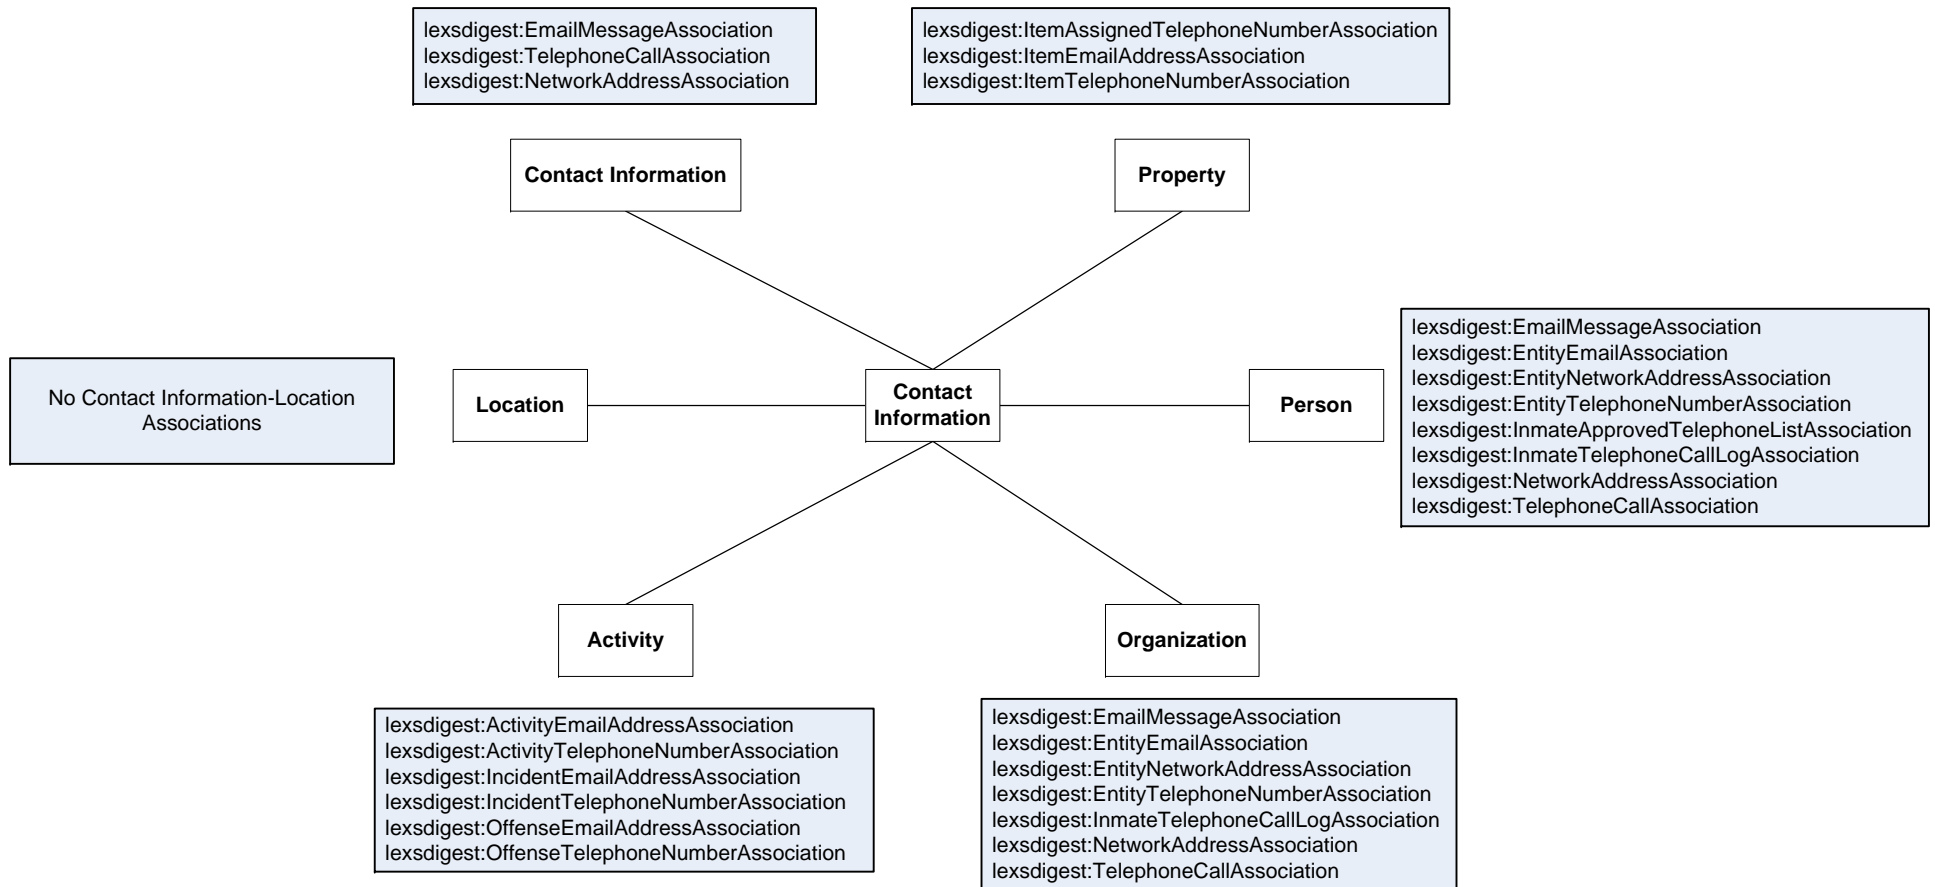 lexsdigest:EmailMessageAssociation
lexsdigest:TelephoneCallAssociation
lexsdigest:NetworkAddressAssociation
lexsdigest:ItemAssignedTelephoneNumberAssociation
lexsdigest:ItemEmailAddressAssociation
lexsdigest:ItemTelephoneNumberAssociation
Contact Information
Property
No Contact Information-Location
Associations
Location
Contact
Information
Person
lexsdigest:EmailMessageAssociation
lexsdigest:EntityEmailAssociation
lexsdigest:EntityNetworkAddressAssociation
lexsdigest:EntityTelephoneNumberAssociation
lexsdigest:InmateApprovedTelephoneListAssociation
lexsdigest:InmateTelephoneCallLogAssociation
lexsdigest:NetworkAddressAssociation
lexsdigest:TelephoneCallAssociation
Activity
Organization
lexsdigest:ActivityEmailAddressAssociation
lexsdigest:ActivityTelephoneNumberAssociation
lexsdigest:IncidentEmailAddressAssociation
lexsdigest:IncidentTelephoneNumberAssociation
lexsdigest:OffenseEmailAddressAssociation
lexsdigest:OffenseTelephoneNumberAssociation
lexsdigest:EmailMessageAssociation
lexsdigest:EntityEmailAssociation
lexsdigest:EntityNetworkAddressAssociation
lexsdigest:EntityTelephoneNumberAssociation
lexsdigest:InmateTelephoneCallLogAssociation
lexsdigest:NetworkAddressAssociation
lexsdigest:TelephoneCallAssociation